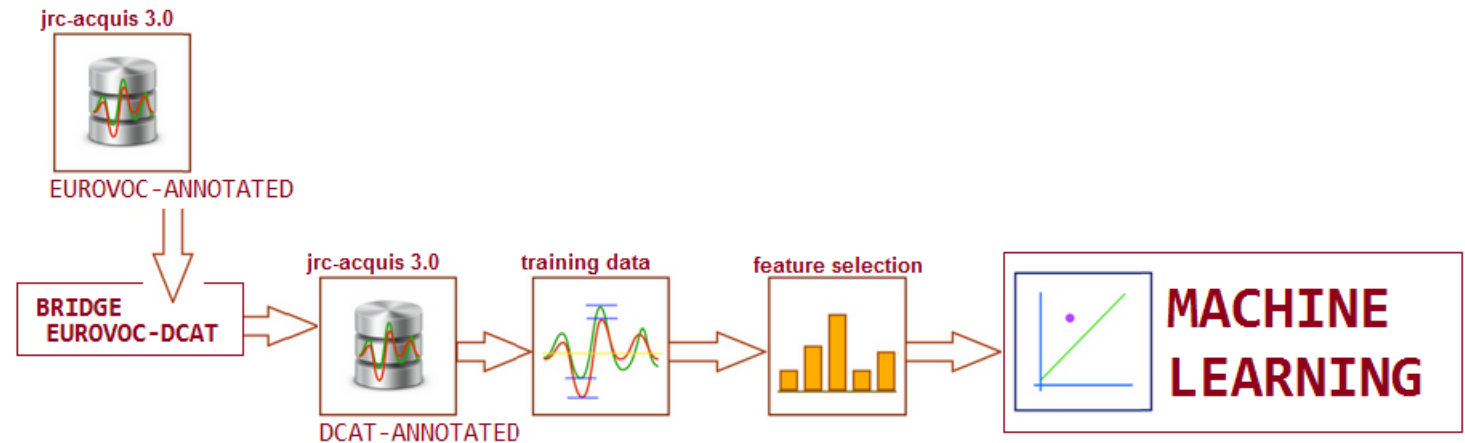 jrc-acquis 3.0
EUROVOC-ANNOTATED
BRIDGE
EUROVOC-DCAT
jrc-acquis 3.0
DCAT-ANNOTATED
training data
feature selection
MACHINE
LEARNING